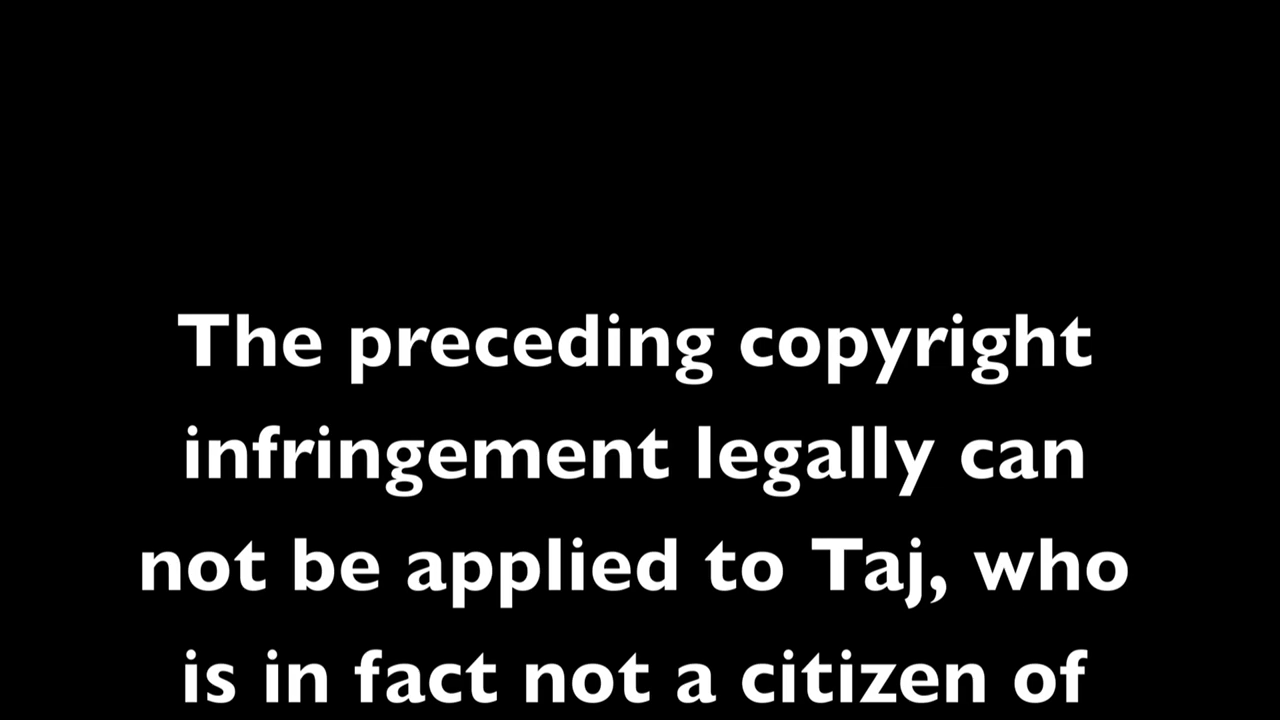 The preceding copyright
infringement legally can
not be applied to Taj, who
is in fact not a citizen of